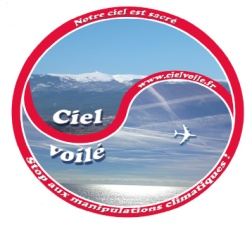 Notre ciel est sacré
www.cielvoile.fr
Ciel
voilé
Stop aux manipulations climatiques !